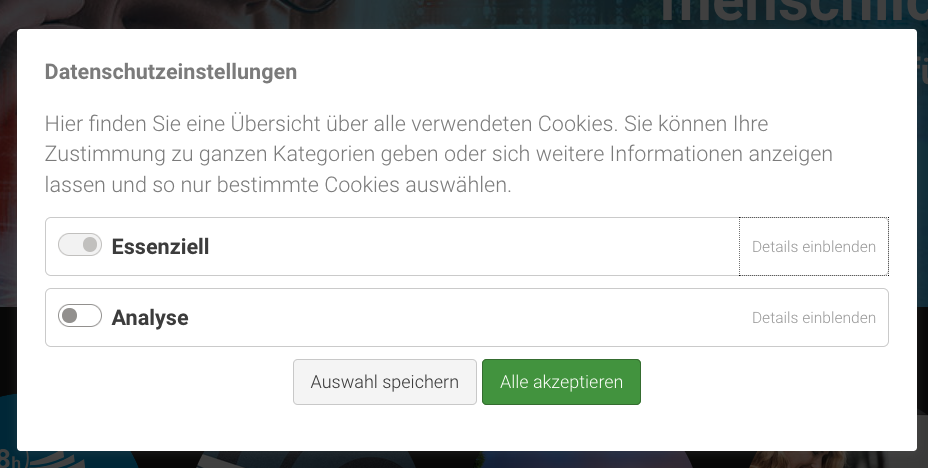 menschlic
Datenschutzeinstellungen
Hier finden Sie eine Übersicht über alle verwendeten Cookies. Sie können Ihre
Zustimmung zu ganzen Kategorien geben oder sich weitere Informationen anzeigen
lassen und so nur bestimmte Cookies auswählen.
Essenziell
Details einblenden
Analyse
Details einblenden
Auswahl speichern
Alle akzeptieren
8h